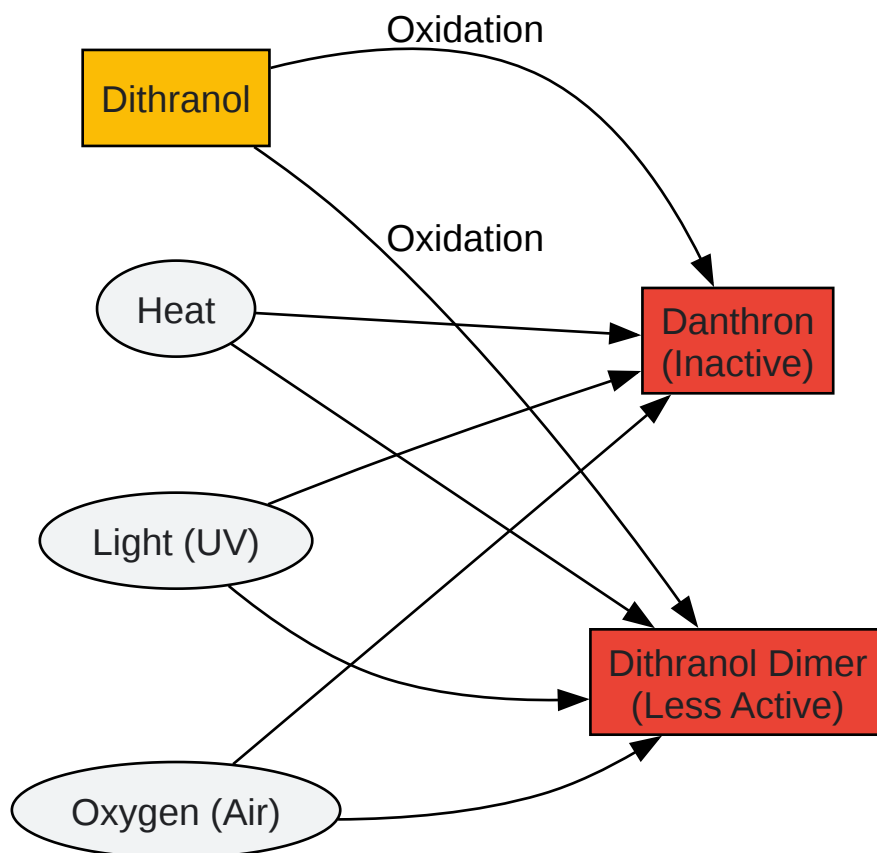 Oxidation
Dithranol
Oxidation
Heat
Danthron
(Inactive)
Light (UV)
Dithranol Dimer
(Less Active)
Oxygen (Air)